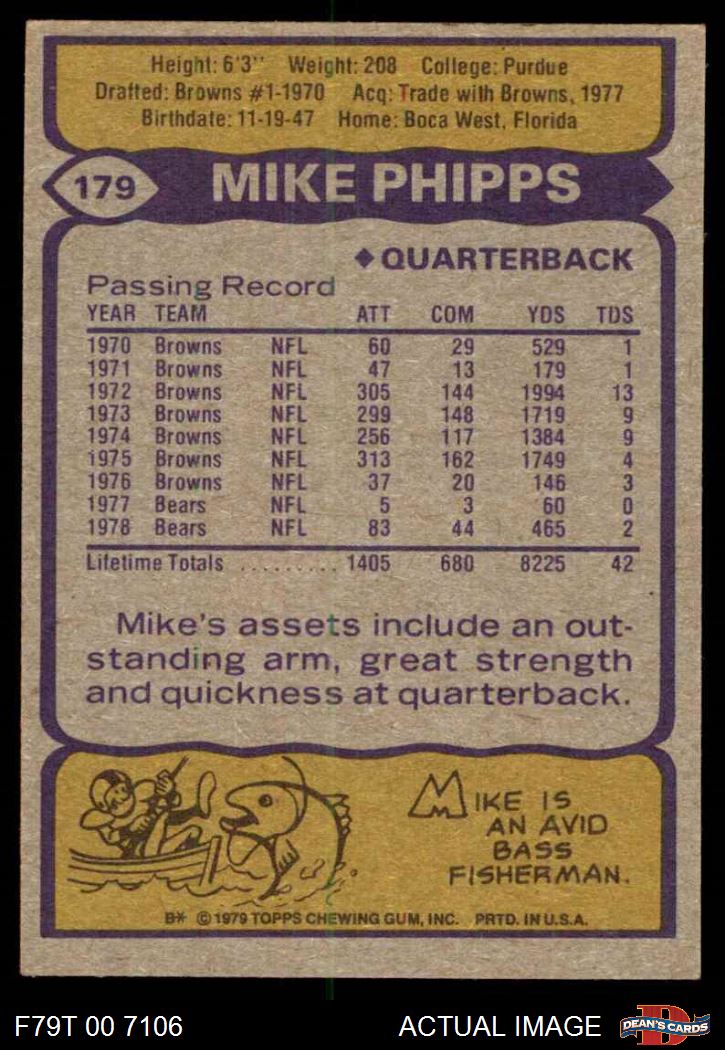 Height: 6'3" Weight: 208 College: Purdue
Drafted: Browns #1-1970 Acq: Trade with Browns, 1977
Birthdate: 11-19-47 Home: Boca West, Florida
179 MIKE PHIPPS
◆ QUARTERBACK
Passing Record
YEAR TEAM ATT COM YDS TDS
1970 Browns NFL 60 29 529 1
1971 Browns NFL 47 13 179 1
1972 Browns NFL 305 144 1994 13
1973 Browns NFL 299 148 1719 9
1974 Browns NFL 256 117 1384 9
1975 Browns NFL 313 162 1749 4
1976 Browns NFL 37 20 146 3
1977 Bears NFL 5 3 60 0
1978 Bears NFL 83 44 465 2
Lifetime Totals .......... 1405 680 8225 42
Mike's assets include an out-
standing arm, great strength
and quickness at quarterback.
MIKE IS
AN AVID
BASS
FISHERMAN.
B* © 1979 TOPPS CHEWING GUM, INC. PRTD. IN U.S.A.
F79T 00 7106 ACTUAL IMAGE D DEAN'S CARDS